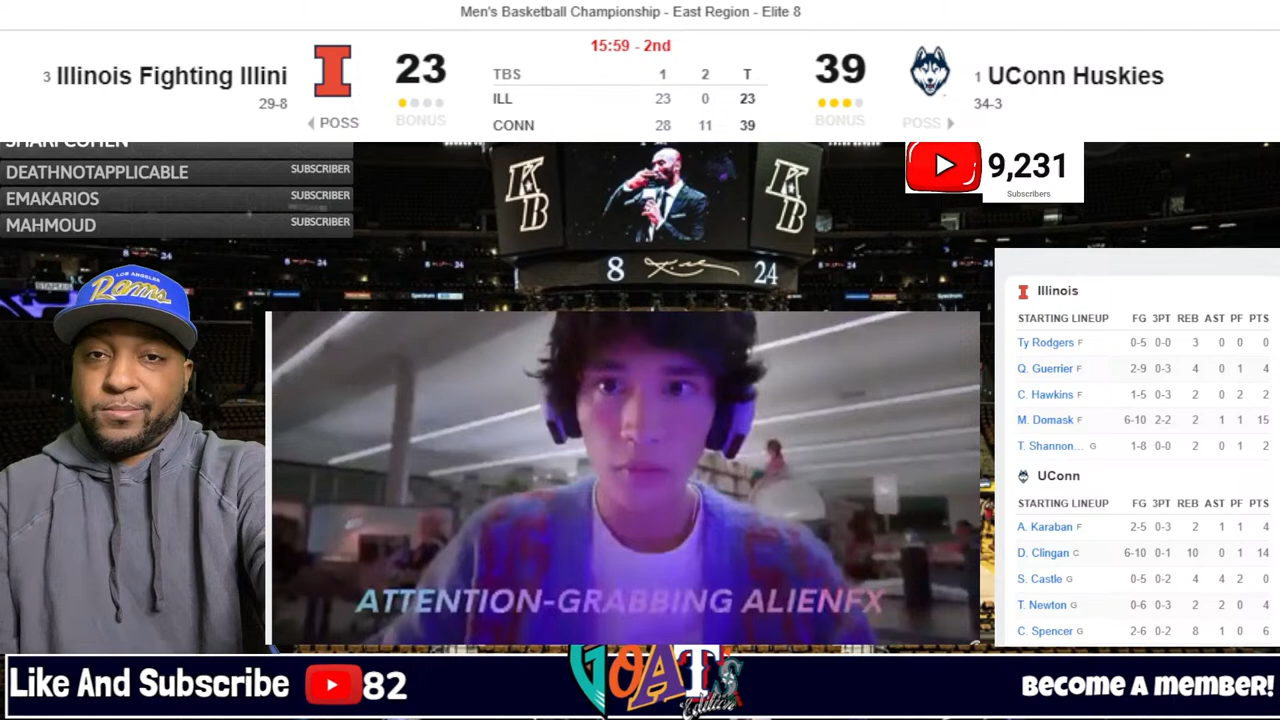 Men's Basketball Championship - East Region - Elite 8
3 Illinois Fighting Illini
29-8
◀ POSS
23
BONUS
15:59 - 2nd
TBS 1 2 T
ILL 23 0 23
CONN 28 11 39
39
BONUS
1 UConn Huskies
34-3
POSS ▶
SHARPCOHEN
DEATHNOTAPPLICABLE SUBSCRIBER
EMAKARIOS SUBSCRIBER
MAHMOUD SUBSCRIBER
KB
KB
8 24
9,231
Subscribers
LOS ANGELES
Rams
ATTENTION-GRABBING ALIENFX
Illinois
STARTING LINEUP FG 3PT REB AST PF PTS
Ty Rodgers F 0-5 0-0 3 0 0 0
Q. Guerrier F 2-9 0-3 4 0 1 4
C. Hawkins F 1-5 0-3 2 0 2 2
M. Domask F 6-10 2-2 2 1 1 15
T. Shannon... G 1-8 0-0 2 0 1 2
UConn
STARTING LINEUP FG 3PT REB AST PF PTS
A. Karaban F 2-5 0-3 2 1 1 4
D. Clingan C 6-10 0-1 10 0 1 14
S. Castle G 0-5 0-2 4 4 2 0
T. Newton G 0-6 0-3 2 2 0 4
C. Spencer G 2-6 0-2 8 1 0 6
Like And Subscribe
82
GOAT'S
Edition
Become a member!